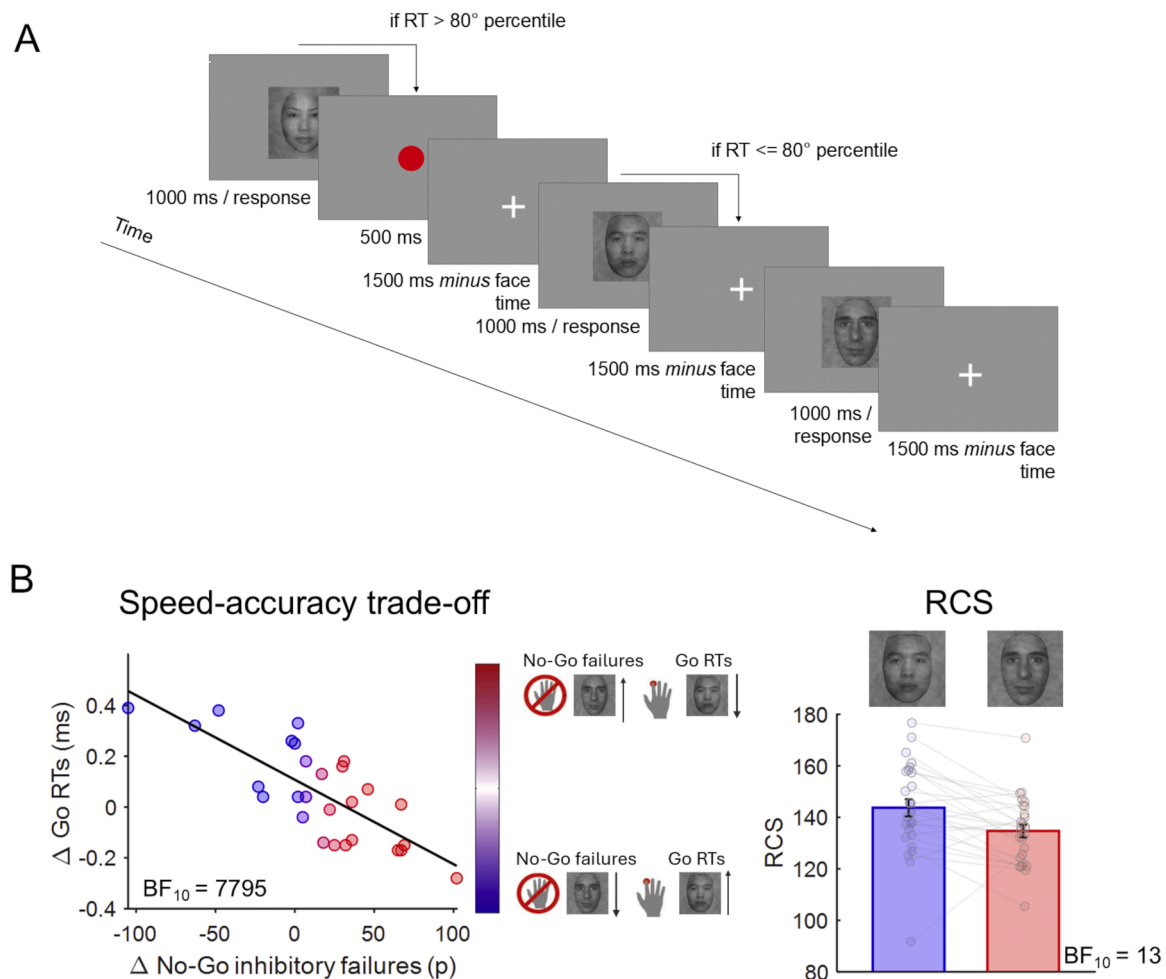 A
if RT > 80° percentile
1000 ms / response
500 ms
1500 ms minus face
time
if RT <= 80° percentile
1000 ms / response
1500 ms minus face
time
1000 ms /
response
1500 ms minus face
time
Time
B
Speed-accuracy trade-off
Δ Go RTs (ms)
0.4
0.2
0
-0.2
-0.4
BF10 = 7795
-100
-50
0
50
100
Δ No-Go inhibitory failures (p)
No-Go failures
Go RTs
No-Go failures
Go RTs
RCS
RCS
180
160
140
120
100
80
BF10 = 13